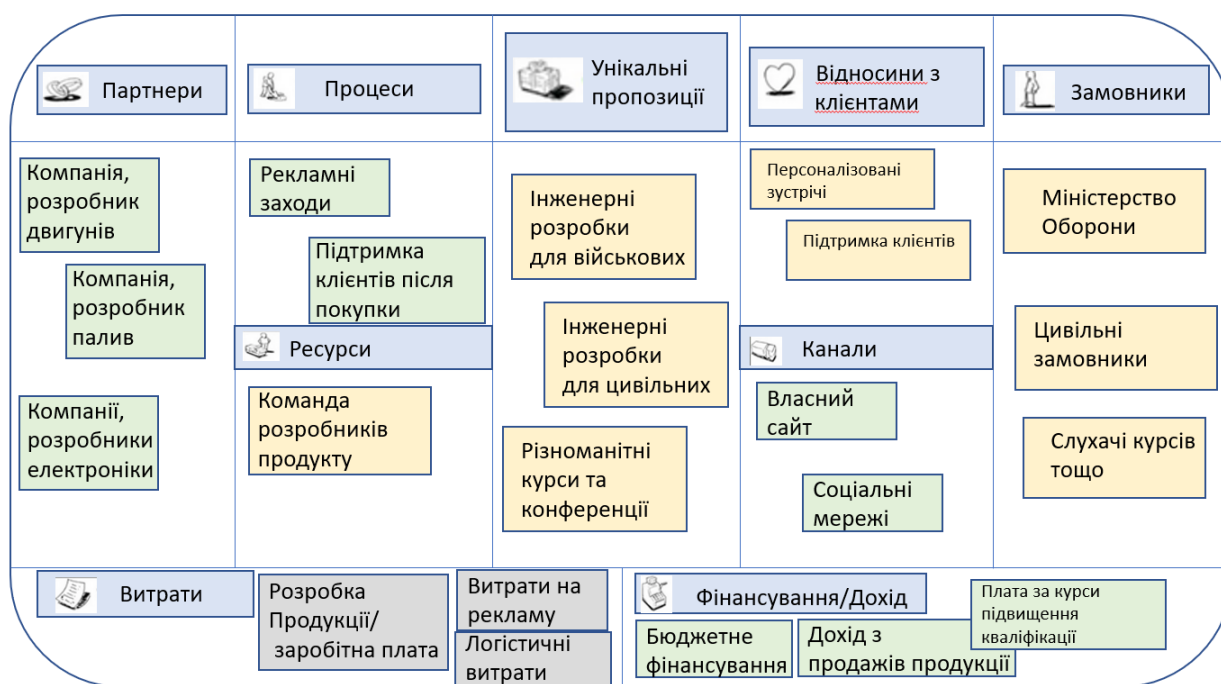 Партнери
Процеси
Унікальні
пропозиції
Відносини з
клієнтами
Замовники
Компанія,
розробник
двигунів
Компанія,
розробник
палив
Компанії,
розробники
електроніки
Рекламні
заходи
Підтримка
клієнтів після
покупки
Ресурси
Команда
розробників
продукту
Інженерні
розробки
для військових
Інженерні
розробки
для цивільних
Різноманітні
курси та
конференції
Персоналізовані
зустрічі
Підтримка клієнтів
Канали
Власний
сайт
Соціальні
мережі
Міністерство
Оборони
Цивільні
замовники
Слухачі курсів
тощо
Витрати
Розробка
Продукції/
заробітна плата
Витрати на
рекламу
Логістичні
витрати
Фінансування/Дохід
Бюджетне
фінансування
Дохід з
продажів продукції
Плата за курси
підвищення
кваліфікації